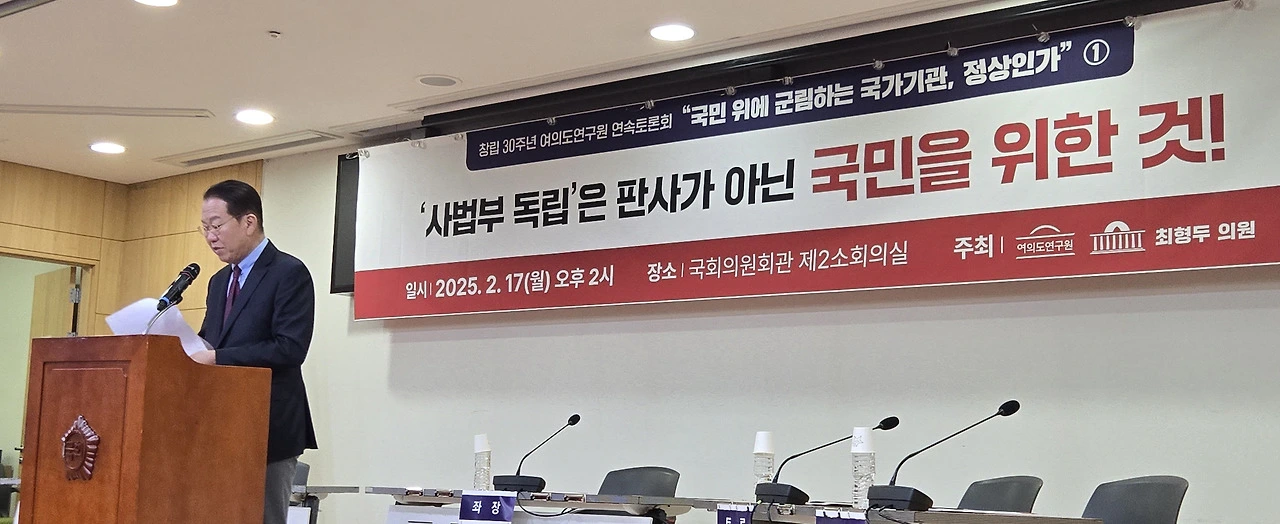 창립 30주년 여의도연구원 연속토론회 “국민 위에 군림하는 국가기관, 정상인가” ①
‘사법부 독립’은 판사가 아닌 국민을 위한 것!
일시 | 2025. 2. 17(월) 오후 2시 장소 | 국회의원회관 제2소회의실 주최 | 여의도연구원 최형두 의원
좌 장